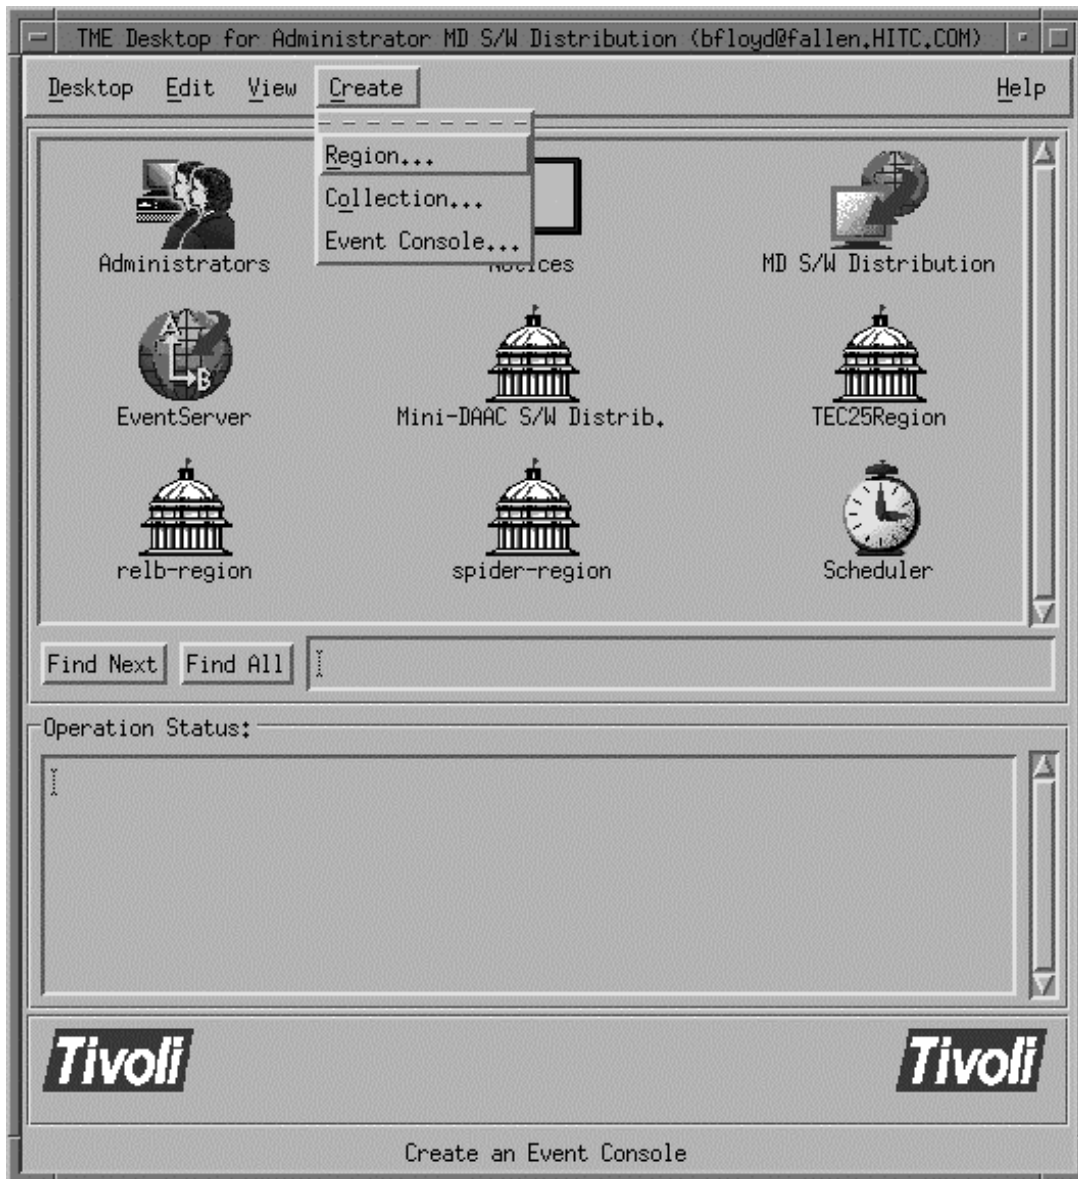 TME Desktop for Administrator MD S/W Distribution (bfloyd@fallen.HITC.COM)
Desktop Edit View Create Help
Region...
Collection...
Event Console...
Administrators Notices MD S/W Distribution
EventServer Mini-DAAC S/W Distrib. TEC25Region
relb-region spider-region Scheduler
Find Next Find All
Operation Status:
Tivoli Tivoli
Create an Event Console